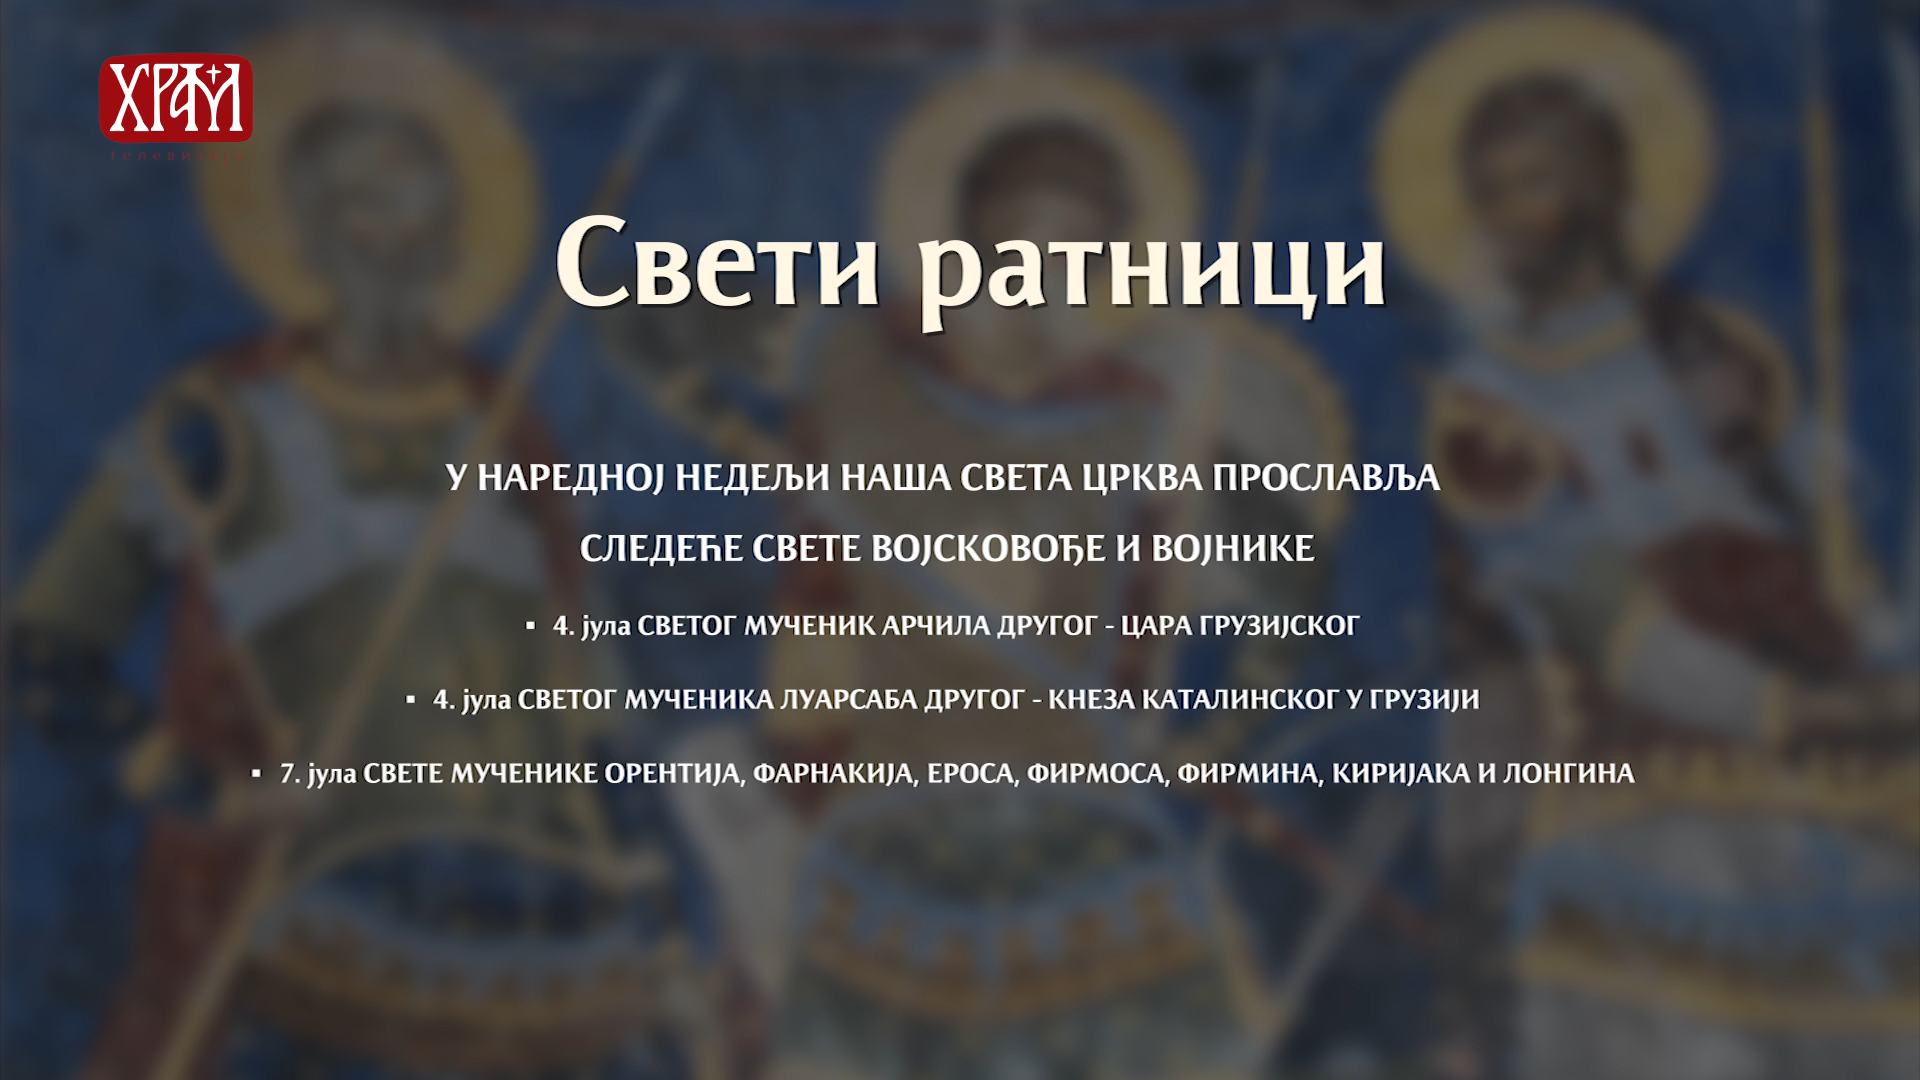 ХРАМ
телевизија
Свети ратници
У НАРЕДНОЈ НЕДЕЉИ НАША СВЕТА ЦРКВА ПРОСЛАВЉА
СЛЕДЕЋЕ СВЕТЕ ВОЈСКОВОЂЕ И ВОЈНИКЕ
▪ 4. јула СВЕТОГ МУЧЕНИК АРЧИЛА ДРУГОГ - ЦАРА ГРУЗИЈСКОГ
▪ 4. јула СВЕТОГ МУЧЕНИКА ЛУАРСАБА ДРУГОГ - КНЕЗА КАТАЛИНСКОГ У ГРУЗИЈИ
▪ 7. јула СВЕТЕ МУЧЕНИКЕ ОРЕНТИЈА, ФАРНАКИЈА, ЕРОСА, ФИРМОСА, ФИРМИНА, КИРИЈАКА И ЛОНГИНА